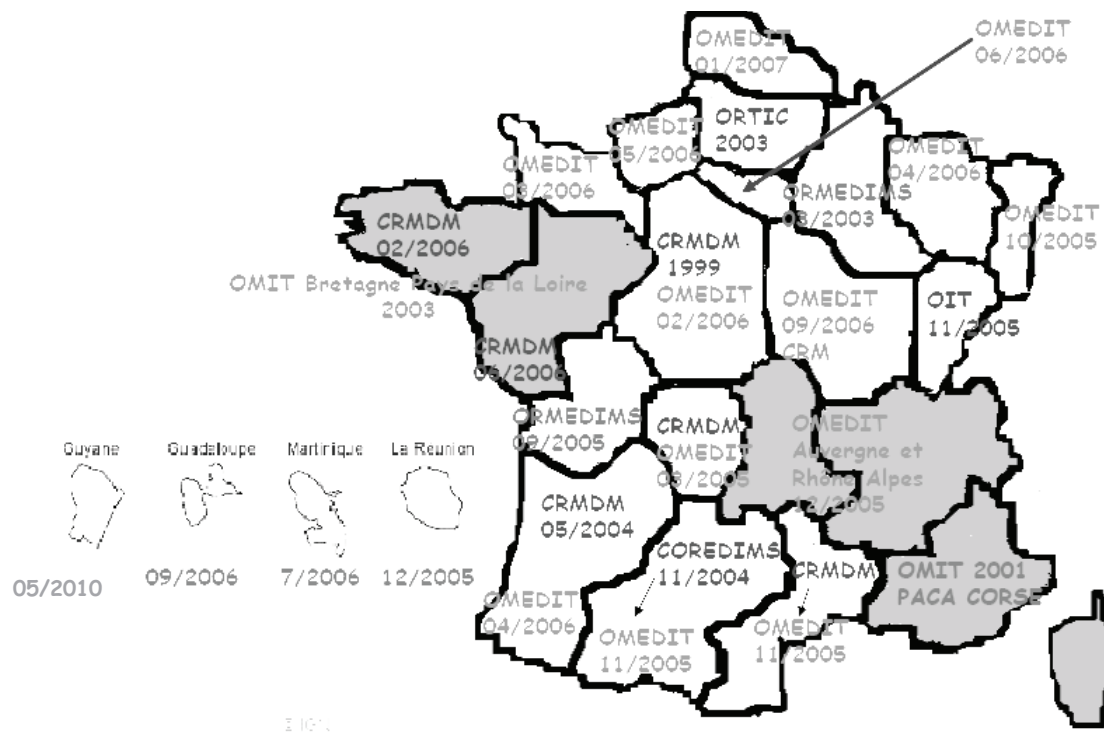 OMEDIT
01/2007
OMEDIT
06/2006
ORTIC
2003
OMEDIT
05/2006
OMEDIT
04/2006
OMEDIT
03/2006
ORMEDIMS
03/2003
OMEDIT
10/2005
CRMDM
02/2006
CRMDM
1999
OMIT Bretagne Pays de la Loire
2003
OMEDIT
02/2006
OMEDIT
09/2006
CRM
OIT
11/2005
CRMDM
06/2006
ORMEDIMS
09/2005
CRMDM
OMEDIT
03/2005
OMEDIT
Auvergne et
Rhône Alpes
12/2005
Guyane
Guadaloupe
Martinique
La Reunion
05/2010
09/2006
7/2006
12/2005
CRMDM
05/2004
COREDIMS
11/2004
CRMDM
OMIT 2001
PACA CORSE
OMEDIT
04/2006
OMEDIT
11/2005
OMEDIT
11/2005